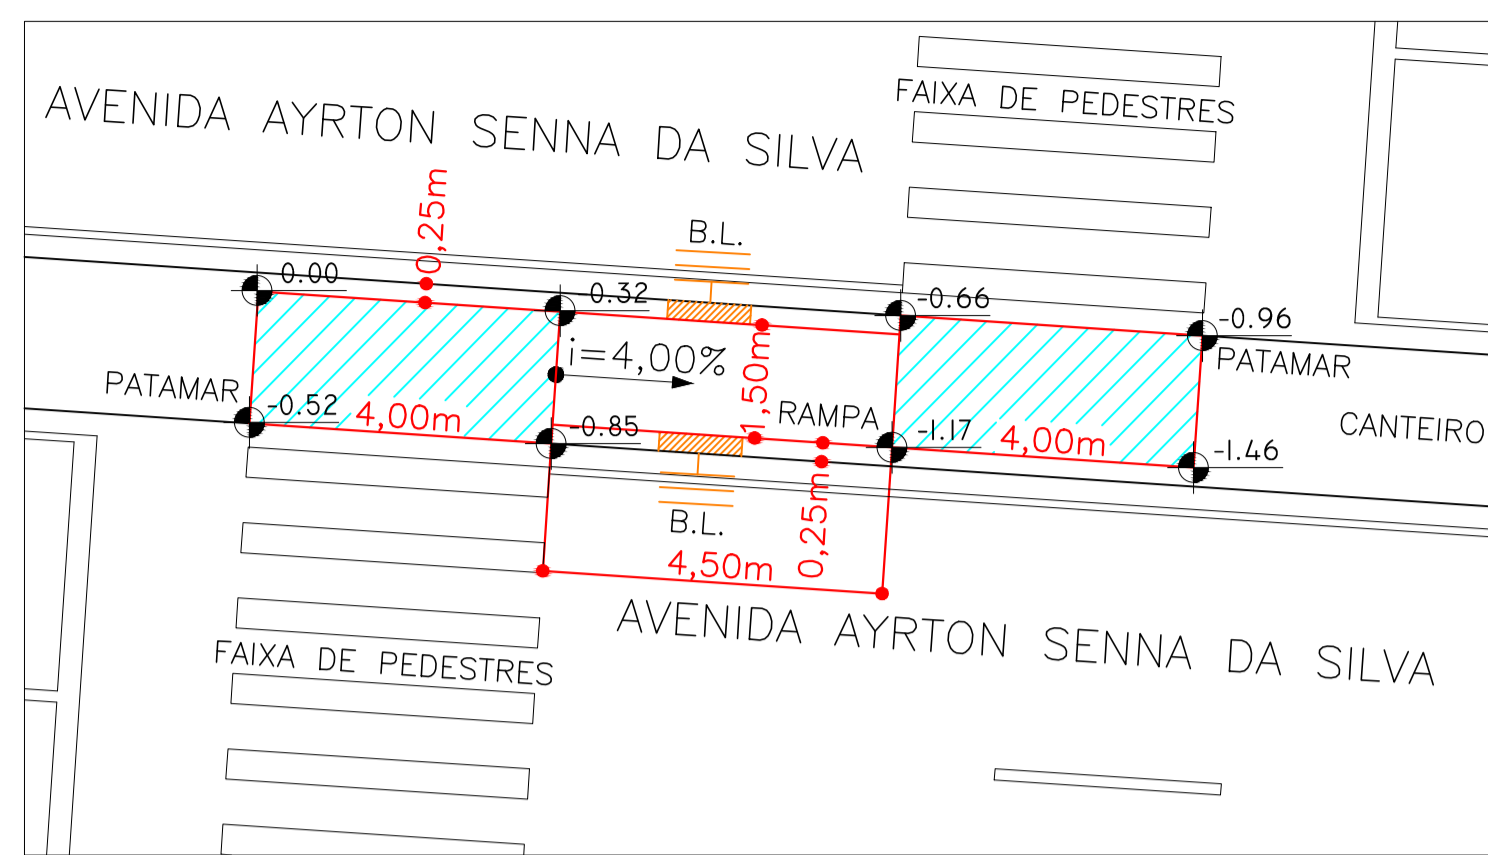 FAIXA DE PEDESTRES
AVENIDA AYRTON SENNA DA SILVA
0,25m
B.L.
0.00
0.32
-0.66
-0.96
i=4,00%
PATAMAR
PATAMAR
1,50m
-0.52
4,00m
-0.85
RAMPA
-1.17
4,00m
CANTEIRO
-1.46
B.L.
0,25m
4,50m
AVENIDA AYRTON SENNA DA SILVA
FAIXA DE PEDESTRES